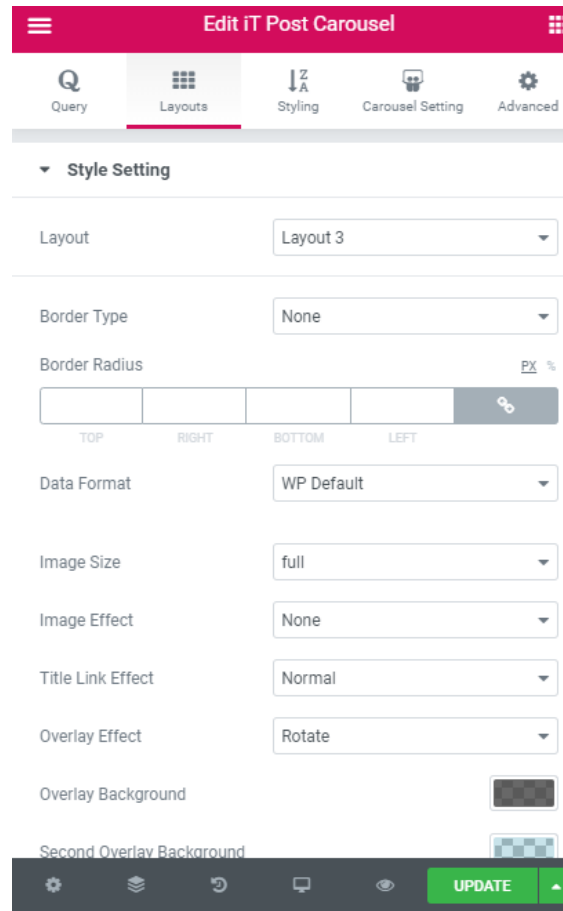 Edit iT Post Carousel
Query
Layouts
Styling
Carousel Setting
Advanced
Style Setting
Layout
Layout 3
Border Type
None
Border Radius
PX %
TOP
RIGHT
BOTTOM
LEFT
Data Format
WP Default
Image Size
full
Image Effect
None
Title Link Effect
Normal
Overlay Effect
Rotate
Overlay Background
Second Overlay Background
UPDATE